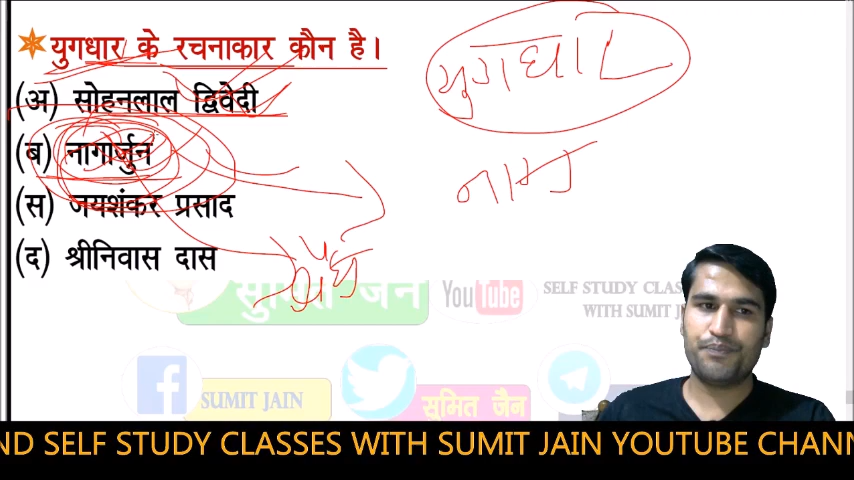 युगधार के रचनाकार कौन है।
(अ) सोहनलाल द्विवेदी
(ब) नागार्जुन
(स) जयशंकर प्रसाद
(द) श्रीनिवास दास
युगधार
सुमित जैन YouTube
SELF STUDY CLAS
WITH SUMIT J
SUMIT JAIN
सुमित जैन
ND SELF STUDY CLASSES WITH SUMIT JAIN YOUTUBE CHANN